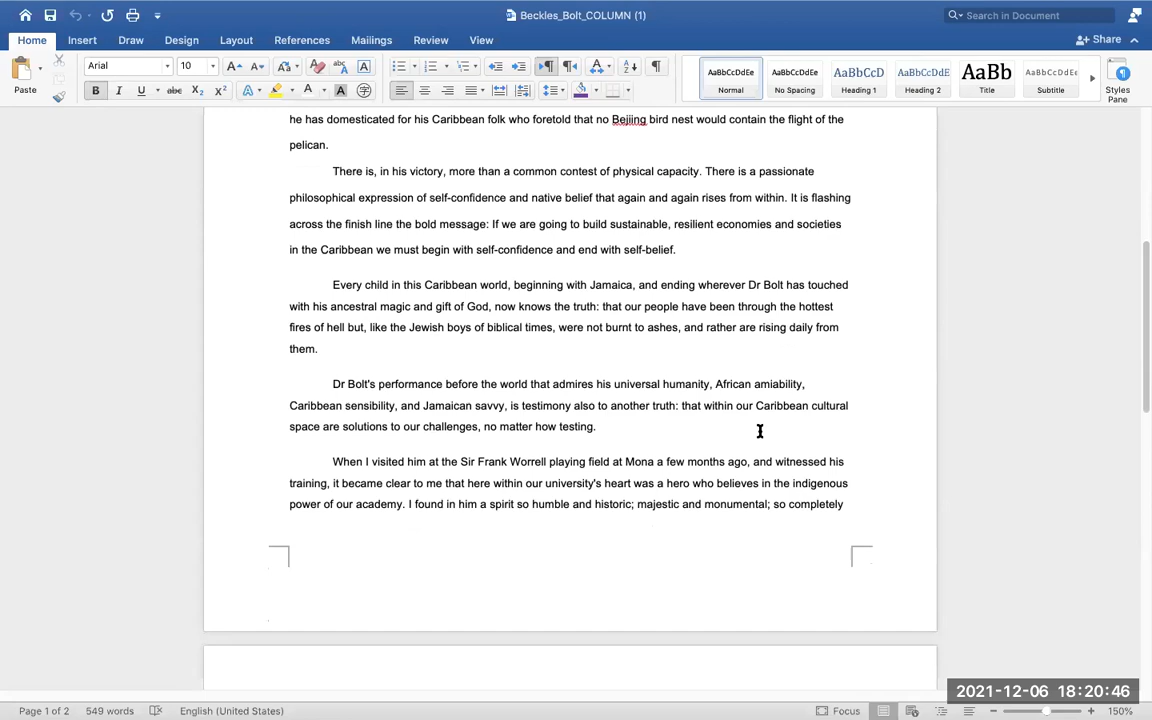 Beckles_Bolt_COLUMN (1)
Search in Document
Home Insert Draw Design Layout References Mailings Review View
Share
Paste
Arial 10
B I U abc X2 X2
AaBbCcDdEe AaBbCcDdEe AaBbCcD AaBbCcDdE AaBb AaBbCcDdEe
Normal No Spacing Heading 1 Heading 2 Title Subtitle
Styles
Pane
he has domesticated for his Caribbean folk who foretold that no Bejiing bird nest would contain the flight of the
pelican.
There is, in his victory, more than a common contest of physical capacity. There is a passionate
philosophical expression of self-confidence and native belief that again and again rises from within. It is flashing
across the finish line the bold message: If we are going to build sustainable, resilient economies and societies
in the Caribbean we must begin with self-confidence and end with self-belief.
Every child in this Caribbean world, beginning with Jamaica, and ending wherever Dr Bolt has touched
with his ancestral magic and gift of God, now knows the truth: that our people have been through the hottest
fires of hell but, like the Jewish boys of biblical times, were not burnt to ashes, and rather are rising daily from
them.
Dr Bolt's performance before the world that admires his universal humanity, African amiability,
Caribbean sensibility, and Jamaican savvy, is testimony also to another truth: that within our Caribbean cultural
space are solutions to our challenges, no matter how testing.
When I visited him at the Sir Frank Worrell playing field at Mona a few months ago, and witnessed his
training, it became clear to me that here within our university's heart was a hero who believes in the indigenous
power of our academy. I found in him a spirit so humble and historic; majestic and monumental; so completely
2021-12-06 18:20:46
Page 1 of 2 549 words English (United States) Focus 150%